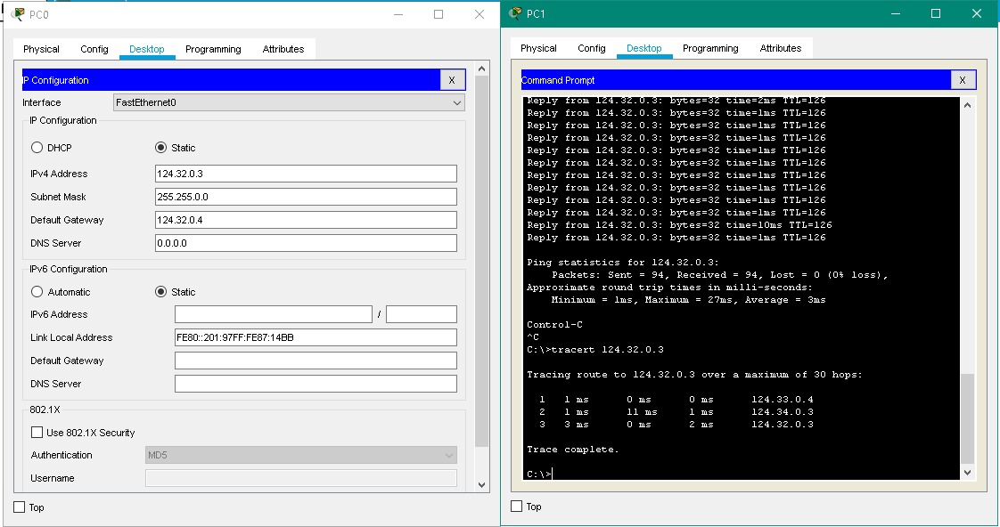 PC0
Physical Config Desktop Programming Attributes
IP Configuration X
Interface FastEthernet0
IP Configuration
DHCP Static
IPv4 Address 124.32.0.3
Subnet Mask 255.255.0.0
Default Gateway 124.32.0.4
DNS Server 0.0.0.0
IPv6 Configuration
Automatic Static
IPv6 Address /
Link Local Address FE80::201:97FF:FE87:14BB
Default Gateway
DNS Server
802.1X
Use 802.1X Security
Authentication MD5
Username
Top
PC1
Physical Config Desktop Programming Attributes
Command Prompt X
Reply from 124.32.0.3: bytes=32 time=2ms TTL=126
Reply from 124.32.0.3: bytes=32 time=1ms TTL=126
Reply from 124.32.0.3: bytes=32 time=1ms TTL=126
Reply from 124.32.0.3: bytes=32 time=1ms TTL=126
Reply from 124.32.0.3: bytes=32 time=1ms TTL=126
Reply from 124.32.0.3: bytes=32 time=1ms TTL=126
Reply from 124.32.0.3: bytes=32 time=1ms TTL=126
Reply from 124.32.0.3: bytes=32 time=1ms TTL=126
Reply from 124.32.0.3: bytes=32 time=1ms TTL=126
Reply from 124.32.0.3: bytes=32 time=1ms TTL=126
Reply from 124.32.0.3: bytes=32 time=10ms TTL=126
Reply from 124.32.0.3: bytes=32 time=1ms TTL=126
Ping statistics for 124.32.0.3:
Packets: Sent = 94, Received = 94, Lost = 0 (0% loss),
Approximate round trip times in milli-seconds:
Minimum = 1ms, Maximum = 27ms, Average = 3ms
Control-C
^C
C:\>tracert 124.32.0.3
Tracing route to 124.32.0.3 over a maximum of 30 hops:
1 1 ms 0 ms 0 ms 124.33.0.4
2 1 ms 11 ms 1 ms 124.34.0.3
3 3 ms 0 ms 2 ms 124.32.0.3
Trace complete.
C:\>
Top